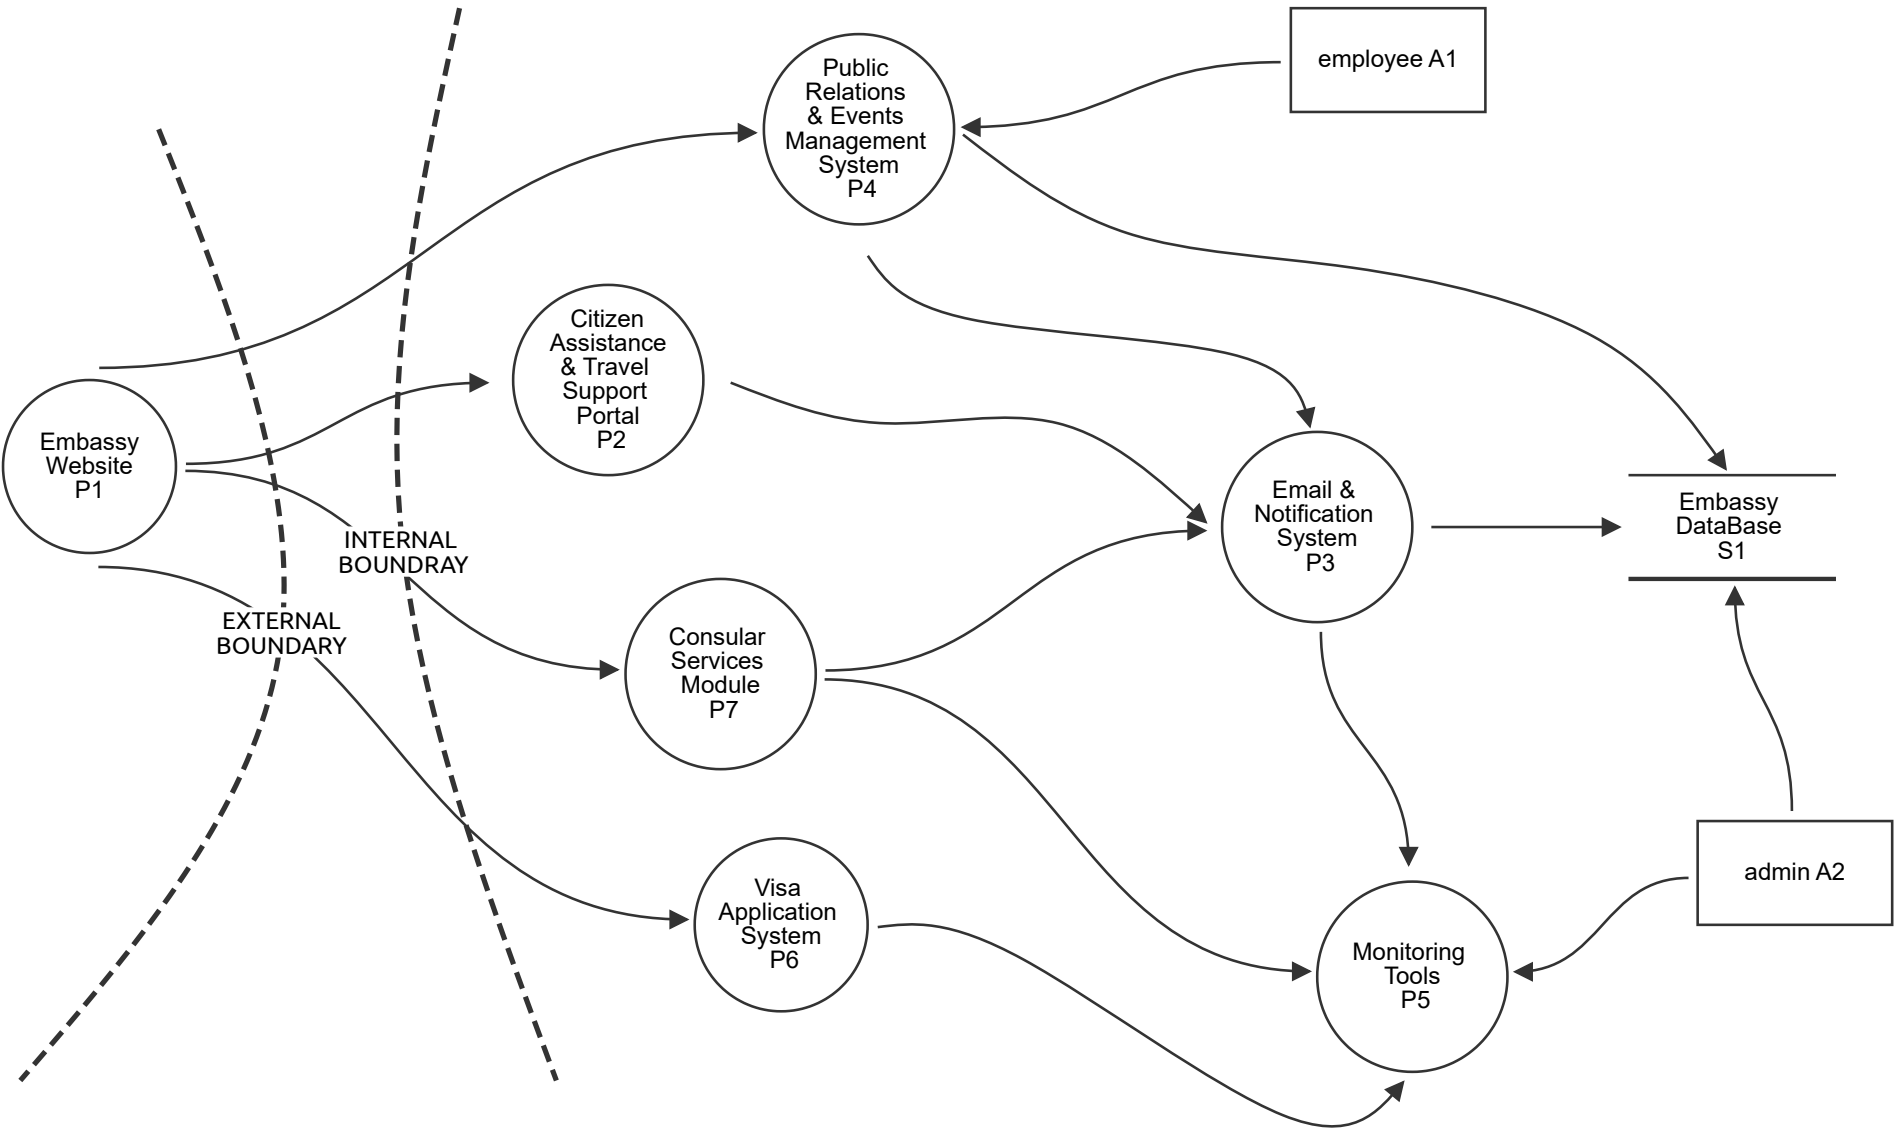 employee A1
Public
Relations
& Events
Management
System
P4
Citizen
Assistance
& Travel
Support
Portal
P2
Embassy
Website
P1
Email &
Notification
System
P3
Embassy
DataBase
S1
INTERNAL
BOUNDRAY
EXTERNAL
BOUNDARY
Consular
Services
Module
P7
Visa
Application
System
P6
admin A2
Monitoring
Tools
P5